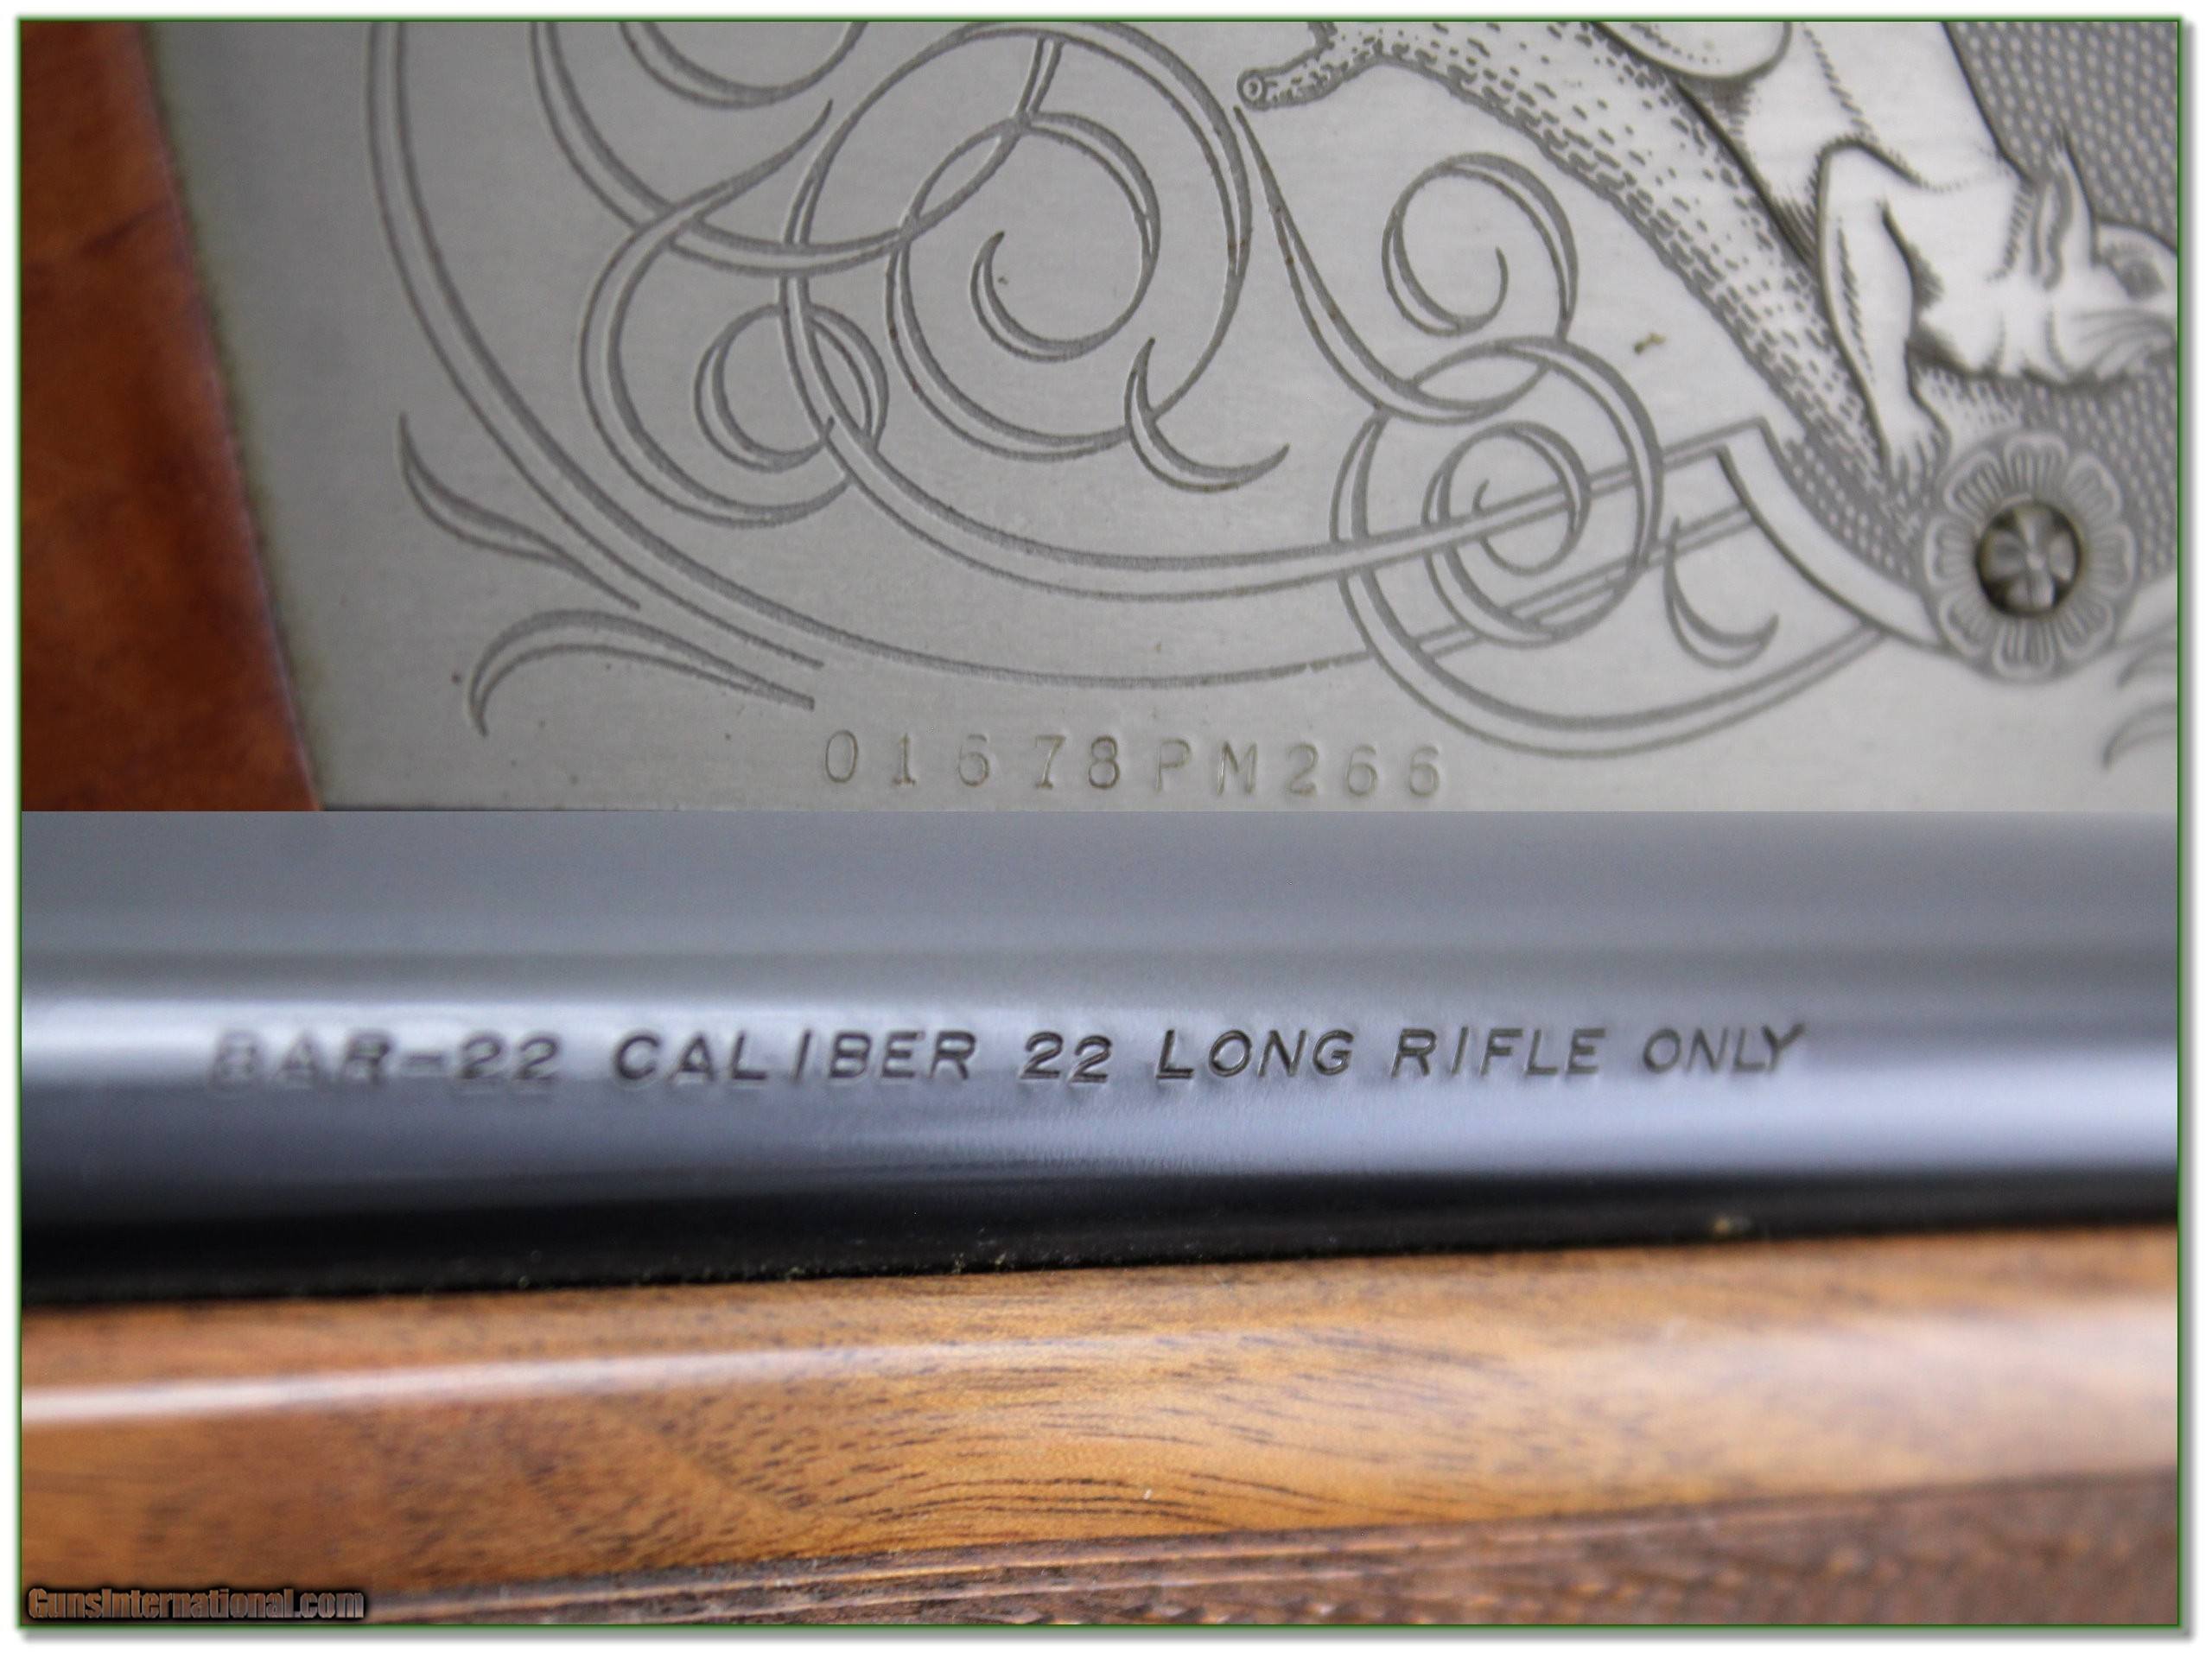 01678PM266
BAR-22 CALIBER 22 LONG RIFLE ONLY
GunsInternational.com